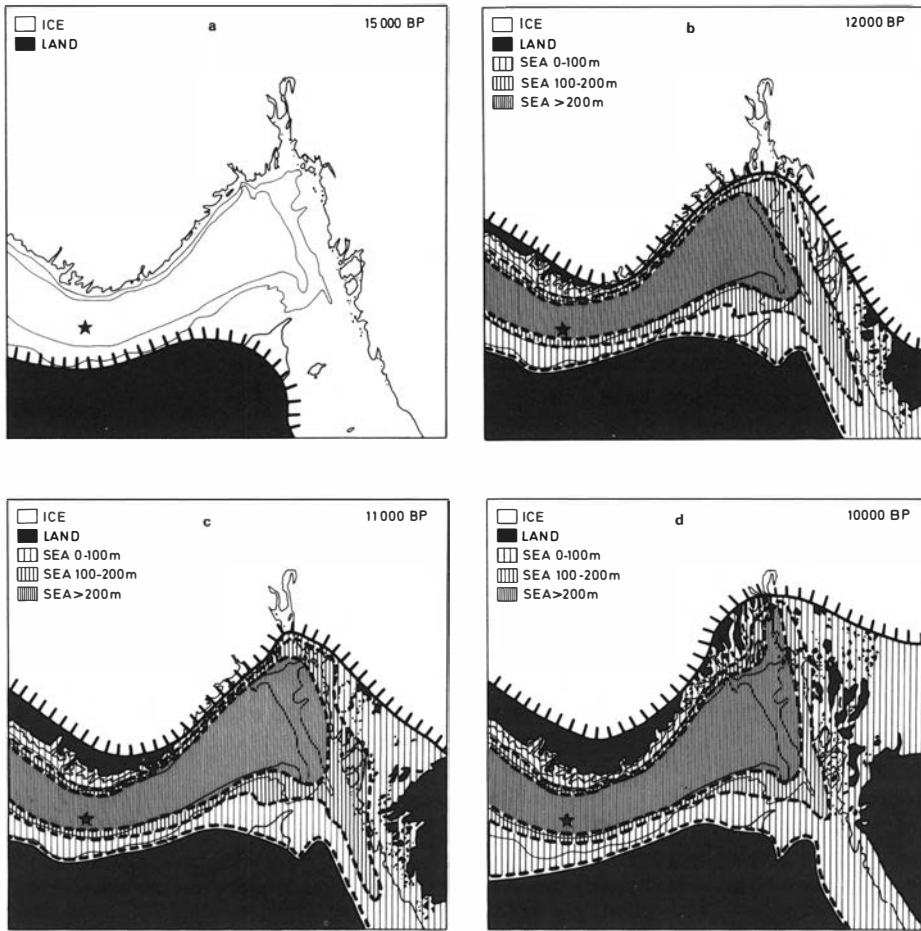 a
15 000 BP
ICE
LAND
b
12000 BP
ICE
LAND
SEA 0-100m
SEA 100-200m
SEA >200m
c
11 000 BP
ICE
LAND
SEA 0-100m
SEA 100-200m
SEA>200m
d
10000 BP
ICE
LAND
SEA 0-100m
SEA 100-200m
SEA>200m